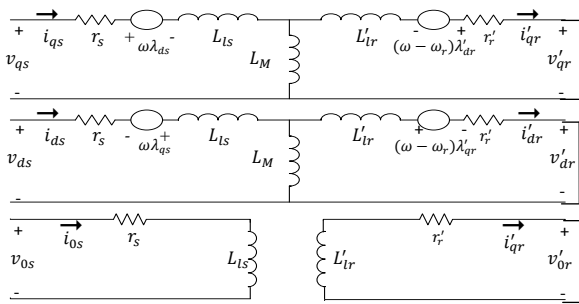 + i_qs r_s + ωλ_ds - L_ls L'_lr - (ω − ω_r)λ'_dr + r'_r i'_qr +
v_qs L_M v'_qr
- -
+ i_ds r_s - ωλ_qs + L_ls L'_lr + (ω − ω_r)λ'_qr - r'_r i'_dr +
v_ds L_M v'_dr
- -
+ i_0s r_s r'_r i'_qr +
v_0s L_ls L'_lr v'_0r
- -